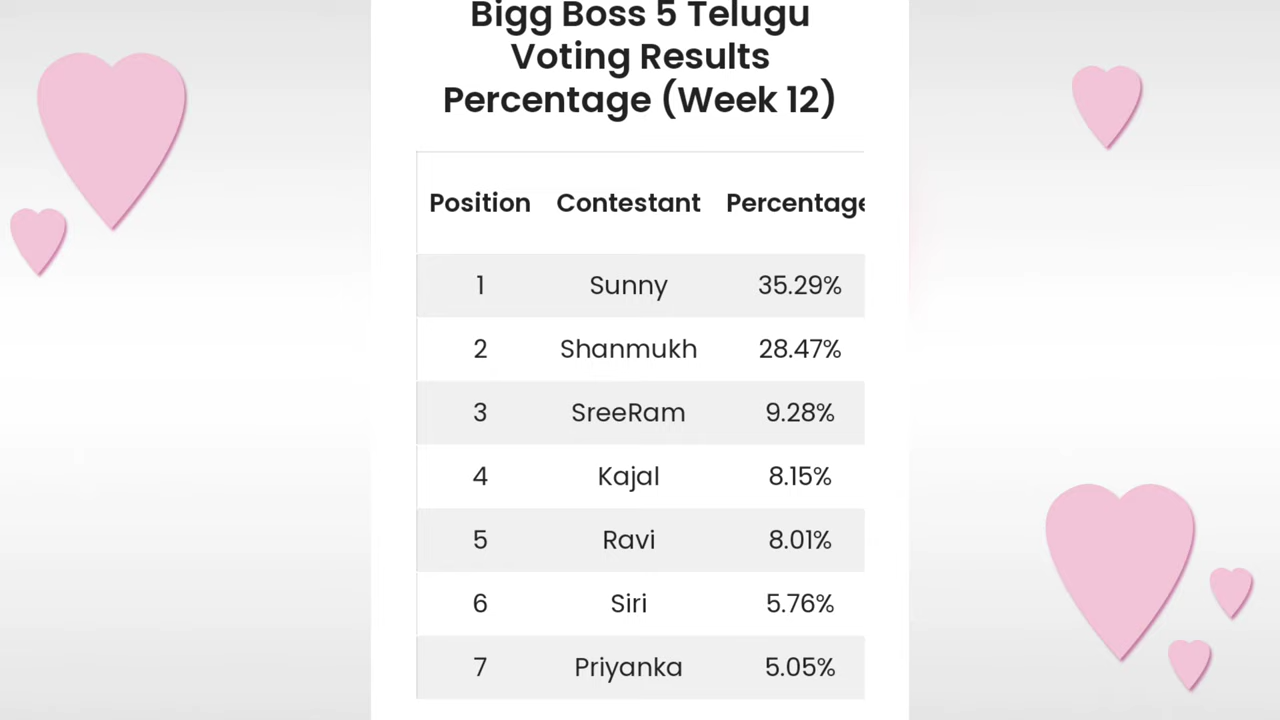 Bigg Boss 5 Telugu
Voting Results
Percentage (Week 12)
Position Contestant Percentage
1 Sunny 35.29%
2 Shanmukh 28.47%
3 SreeRam 9.28%
4 Kajal 8.15%
5 Ravi 8.01%
6 Siri 5.76%
7 Priyanka 5.05%